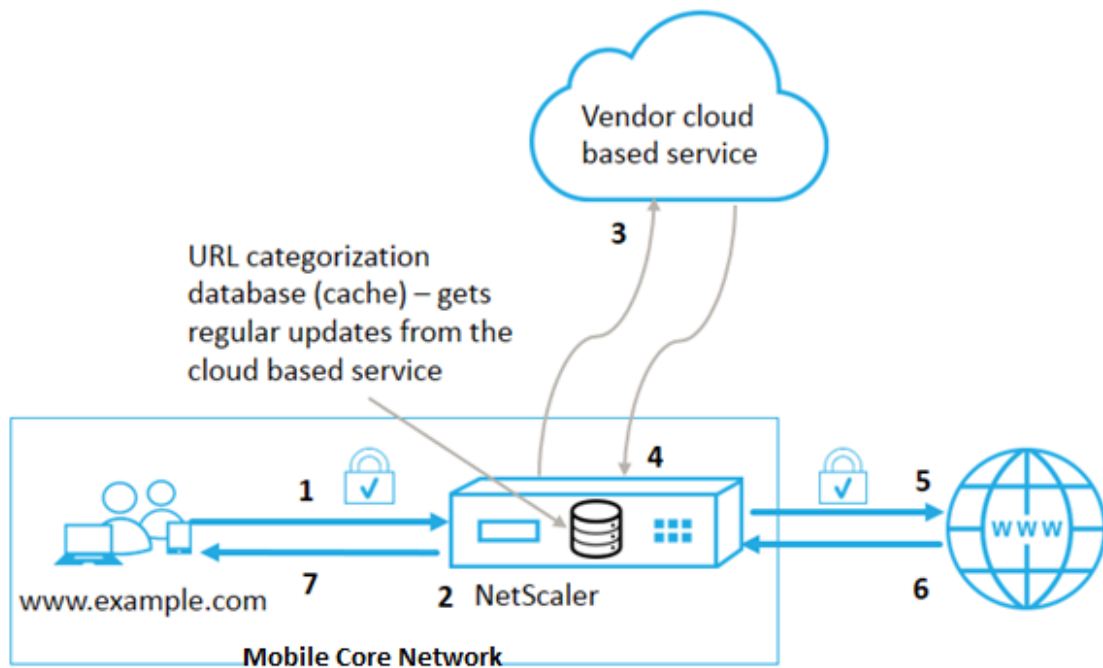 Vendor cloud
based service
3
URL categorization
database (cache) – gets
regular updates from the
cloud based service
4
1
5
WWW
7
2 NetScaler
6
www.example.com
Mobile Core Network